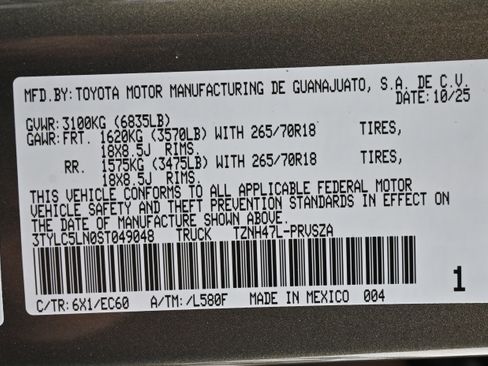 MFD.BY: TOYOTA MOTOR MANUFACTURING DE GUANAJUATO, S.A. DE C.V.
DATE: 10/25
GVWR: 3100KG (6835LB)
GAWR: FRT. 1620KG (3570LB) WITH 265/70R18 TIRES,
18X8.5J RIMS.
RR. 1575KG (3475LB) WITH 265/70R18 TIRES,
18X8.5J RIMS.
THIS VEHICLE CONFORMS TO ALL APPLICABLE FEDERAL MOTOR
VEHICLE SAFETY AND THEFT PREVENTION STANDARDS IN EFFECT ON
THE DATE OF MANUFACTURE SHOWN ABOVE.
3TYLC5LN0ST049048 TRUCK TZNH47L-PRVSZA
C/TR: 6X1/EC60 A/TM: /L580F MADE IN MEXICO 004
1